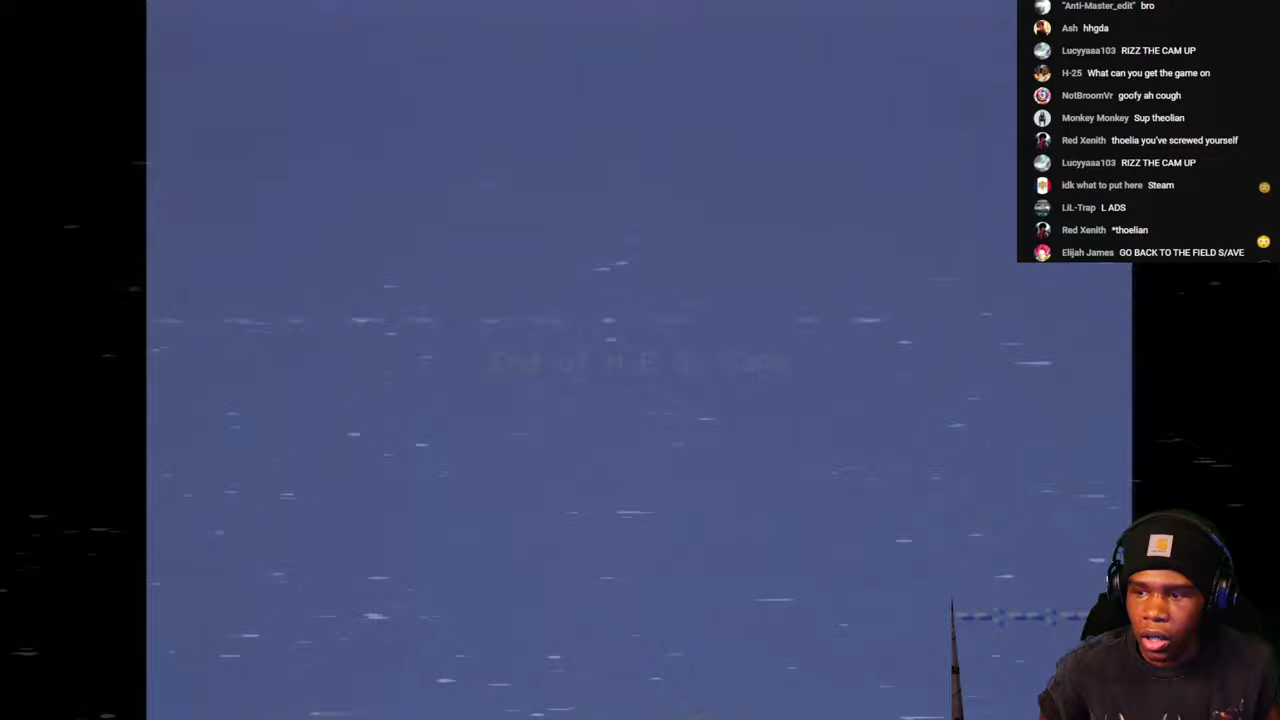 "Anti-Master_edit" bro
Ash hhgda
Lucyyaaa103 RIZZ THE CAM UP
H-25 What can you get the game on
NotBroomVr goofy ah cough
Monkey Monkey Sup theolian
Red Xenith thoelia you've screwed yourself
Lucyyaaa103 RIZZ THE CAM UP
idk what to put here Steam
LiL-Trap L ADS
Red Xenith *thoelian
Elijah James GO BACK TO THE FIELD S/AVE
End of